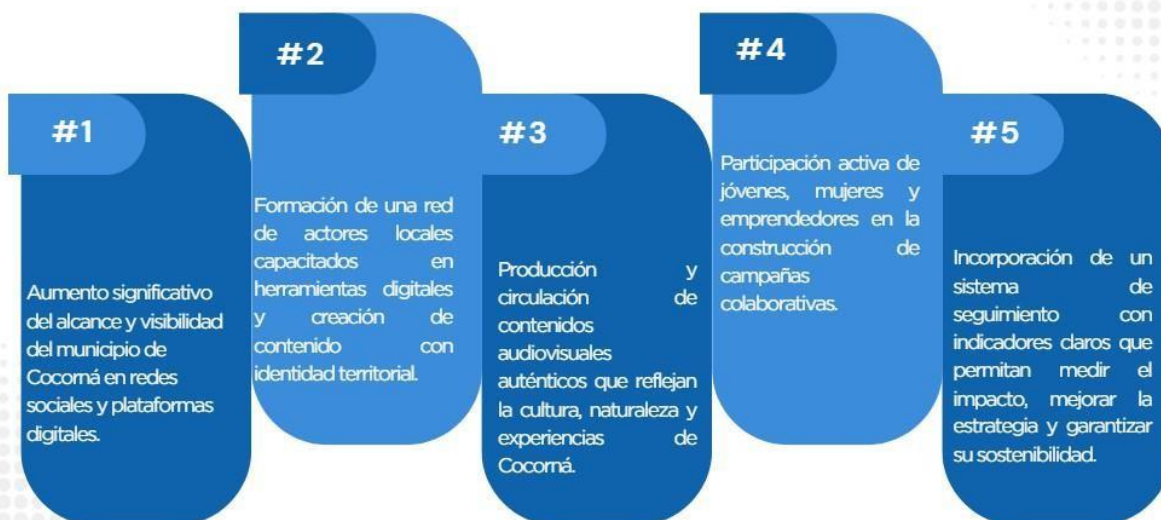 #1
Aumento significativo
del alcance y visibilidad
del municipio de
Cocorná en redes
sociales y plataformas
digitales.
#2
Formación de una red
de actores locales
capacitados en
herramientas digitales
y creación de
contenido con
identidad territorial.
#3
Producción y
circulación de
contenidos
audiovisuales
auténticos que reflejan
la cultura, naturaleza y
experiencias de
Cocorná.
#4
Participación activa de
jóvenes, mujeres y
emprendedores en la
construcción de
campañas
colaborativas.
#5
Incorporación de un
sistema de
seguimiento con
indicadores claros que
permitan medir el
impacto, mejorar la
estrategia y garantizar
su sostenibilidad.